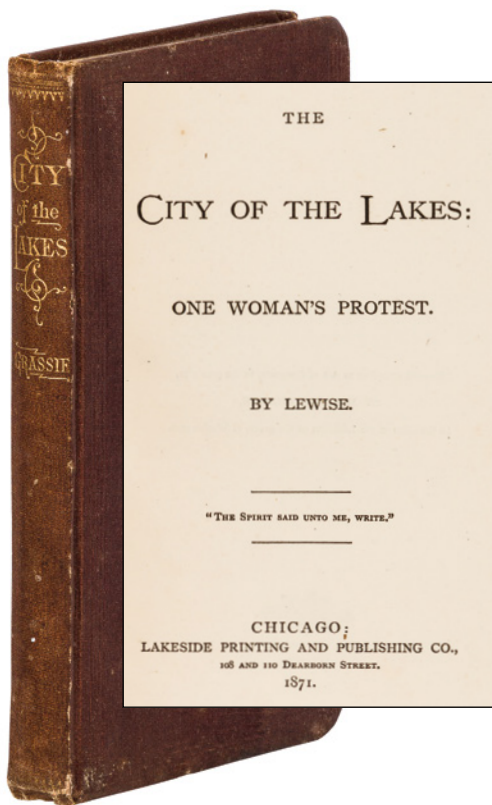 CITY
of the
LAKES
GRASSIE
THE
CITY OF THE LAKES:
ONE WOMAN'S PROTEST.
BY LEWISE.
"THE SPIRIT SAID UNTO ME, WRITE."
CHICAGO:
LAKESIDE PRINTING AND PUBLISHING CO.,
108 AND 110 DEARBORN STREET.
1871.